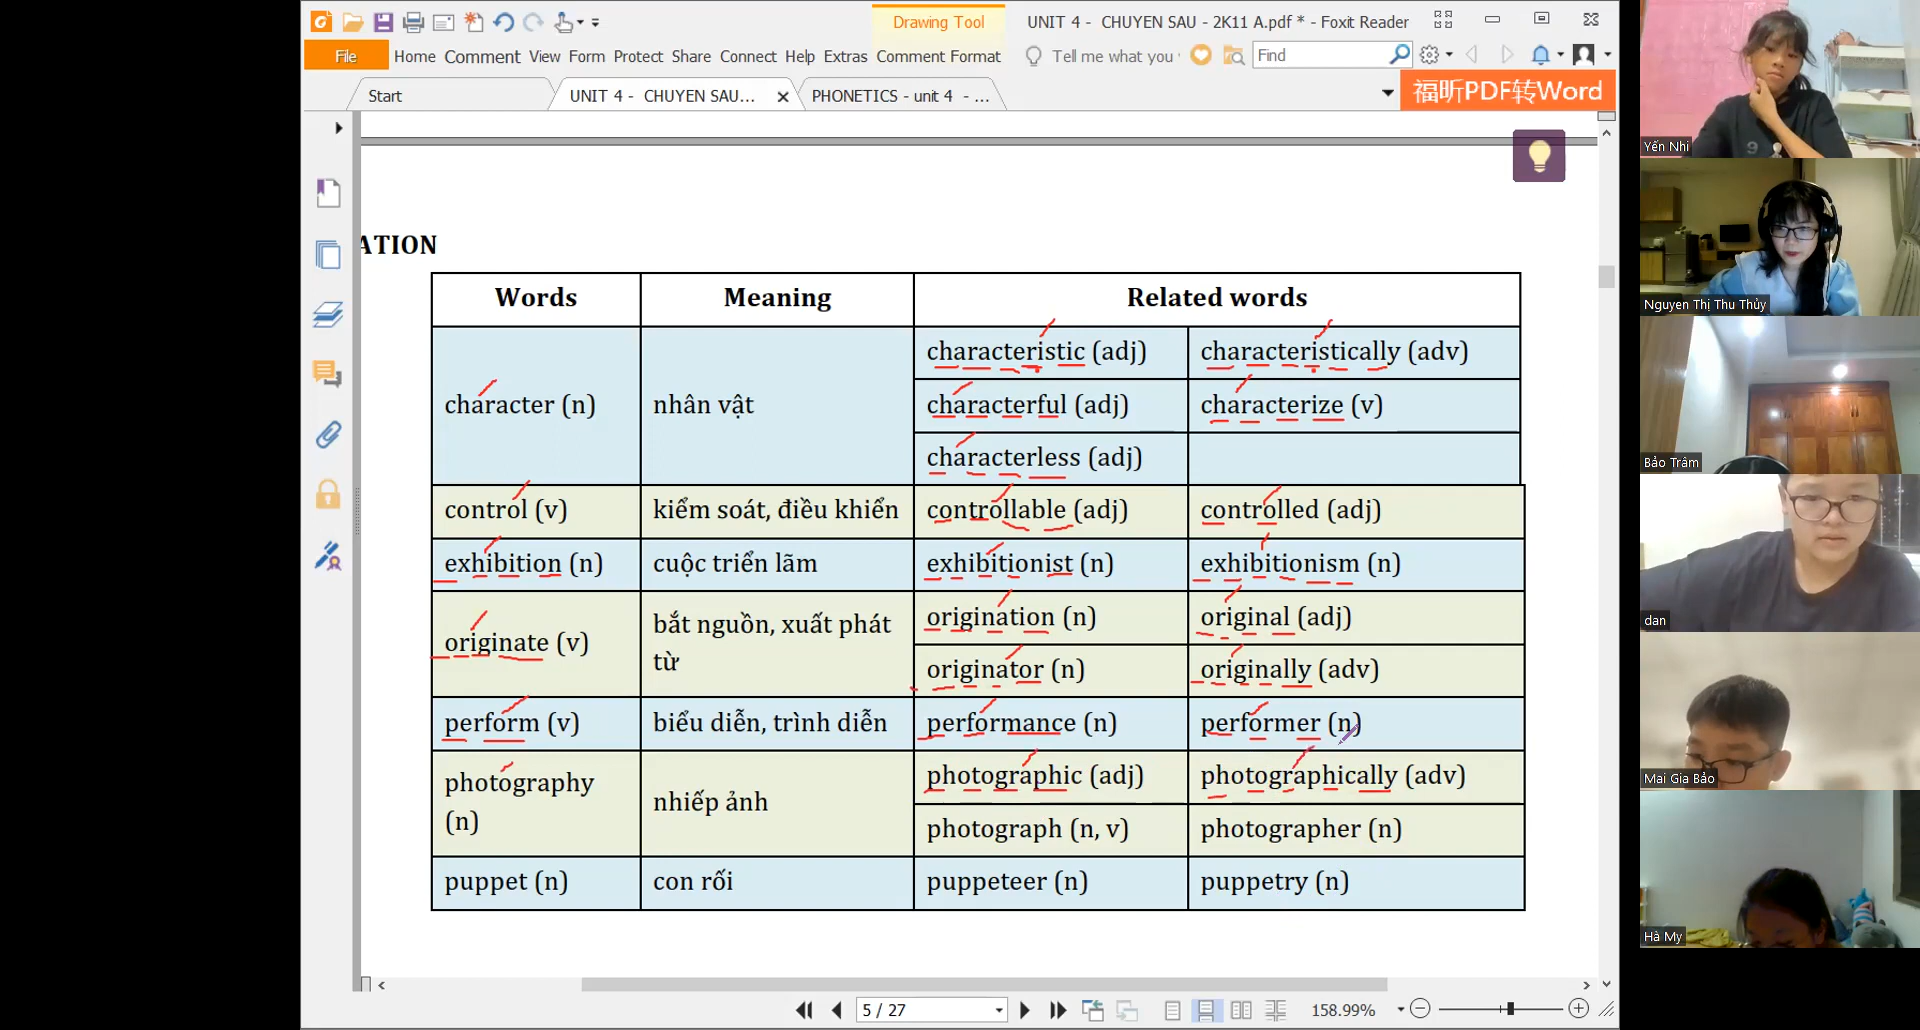 Drawing Tool
UNIT 4 - CHUYEN SAU - 2K11 A.pdf * - Foxit Reader
File Home Comment View Form Protect Share Connect Help Extras Comment Format
Tell me what you
Find
Start
UNIT 4 - CHUYEN SAU...
PHONETICS - unit 4 - ...
福昕PDF转Word
ATION
Words Meaning Related words
character (n) nhân vật characteristic (adj) characteristically (adv)
characterful (adj) characterize (v)
characterless (adj)
control (v) kiểm soát, điều khiển controllable (adj) controlled (adj)
exhibition (n) cuộc triển lãm exhibitionist (n) exhibitionism (n)
originate (v) bắt nguồn, xuất phát từ origination (n) original (adj)
originator (n) originally (adv)
perform (v) biểu diễn, trình diễn performance (n) performer (n)
photography (n) nhiếp ảnh photographic (adj) photographically (adv)
photograph (n, v) photographer (n)
puppet (n) con rối puppeteer (n) puppetry (n)
5 / 27
158.99%
Yến Nhi
9
Nguyen Thị Thu Thủy
Bảo Trâm
dan
Mai Gia Bảo
Hà My